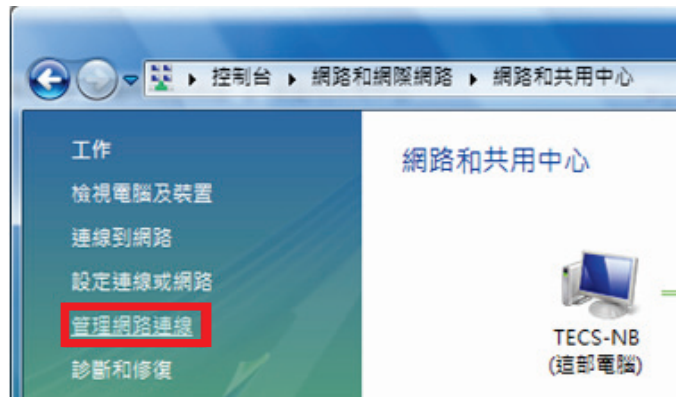 控制台 ▸ 網路和網際網路 ▸ 網路和共用中心
工作
檢視電腦及裝置
連線到網路
設定連線或網路
管理網路連線
診斷和修復
網路和共用中心
TECS-NB
(這部電腦)